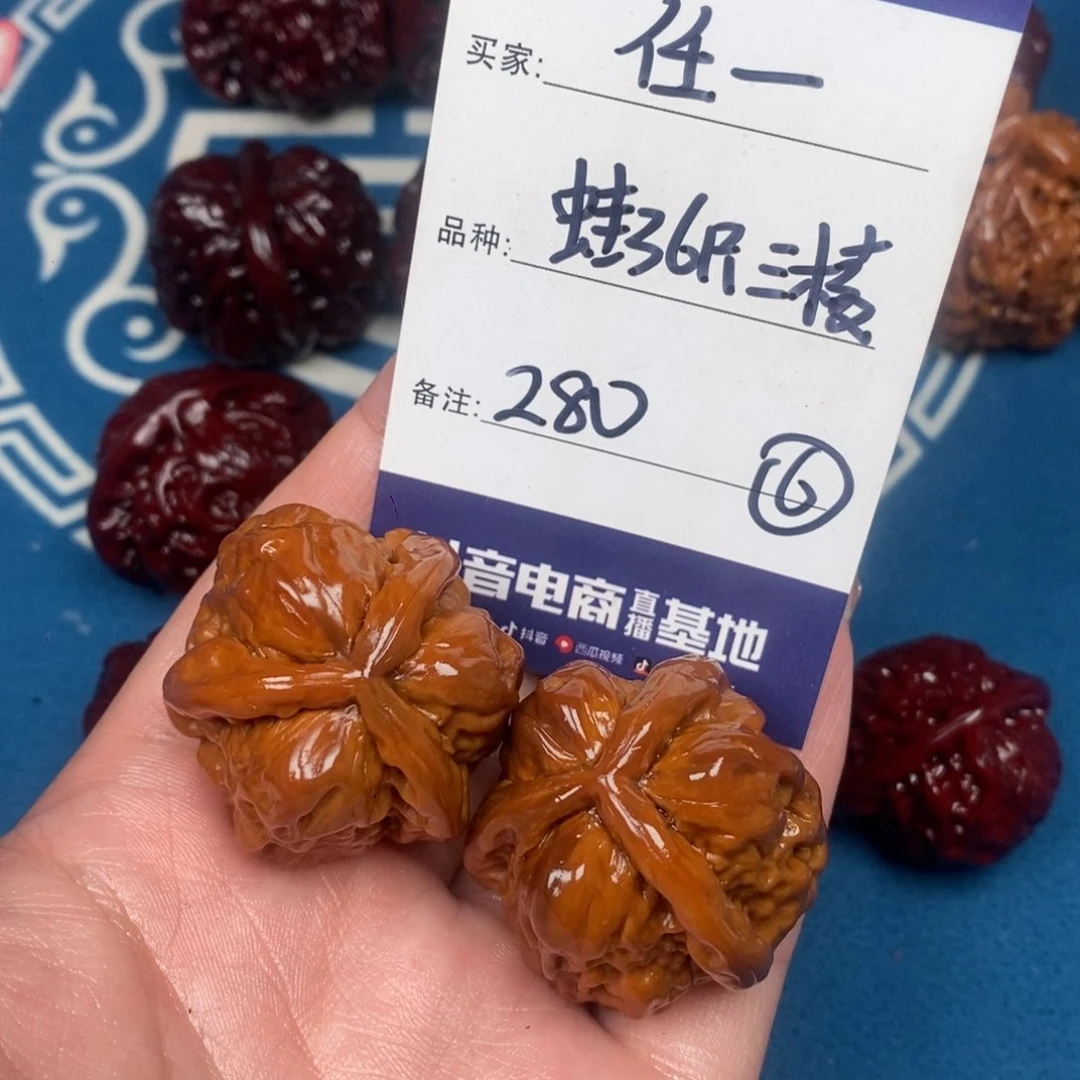 买家: 任一
品种: 蛙36R三棱
备注: 280
⑥
音电商直播基地
抖音 西瓜视频